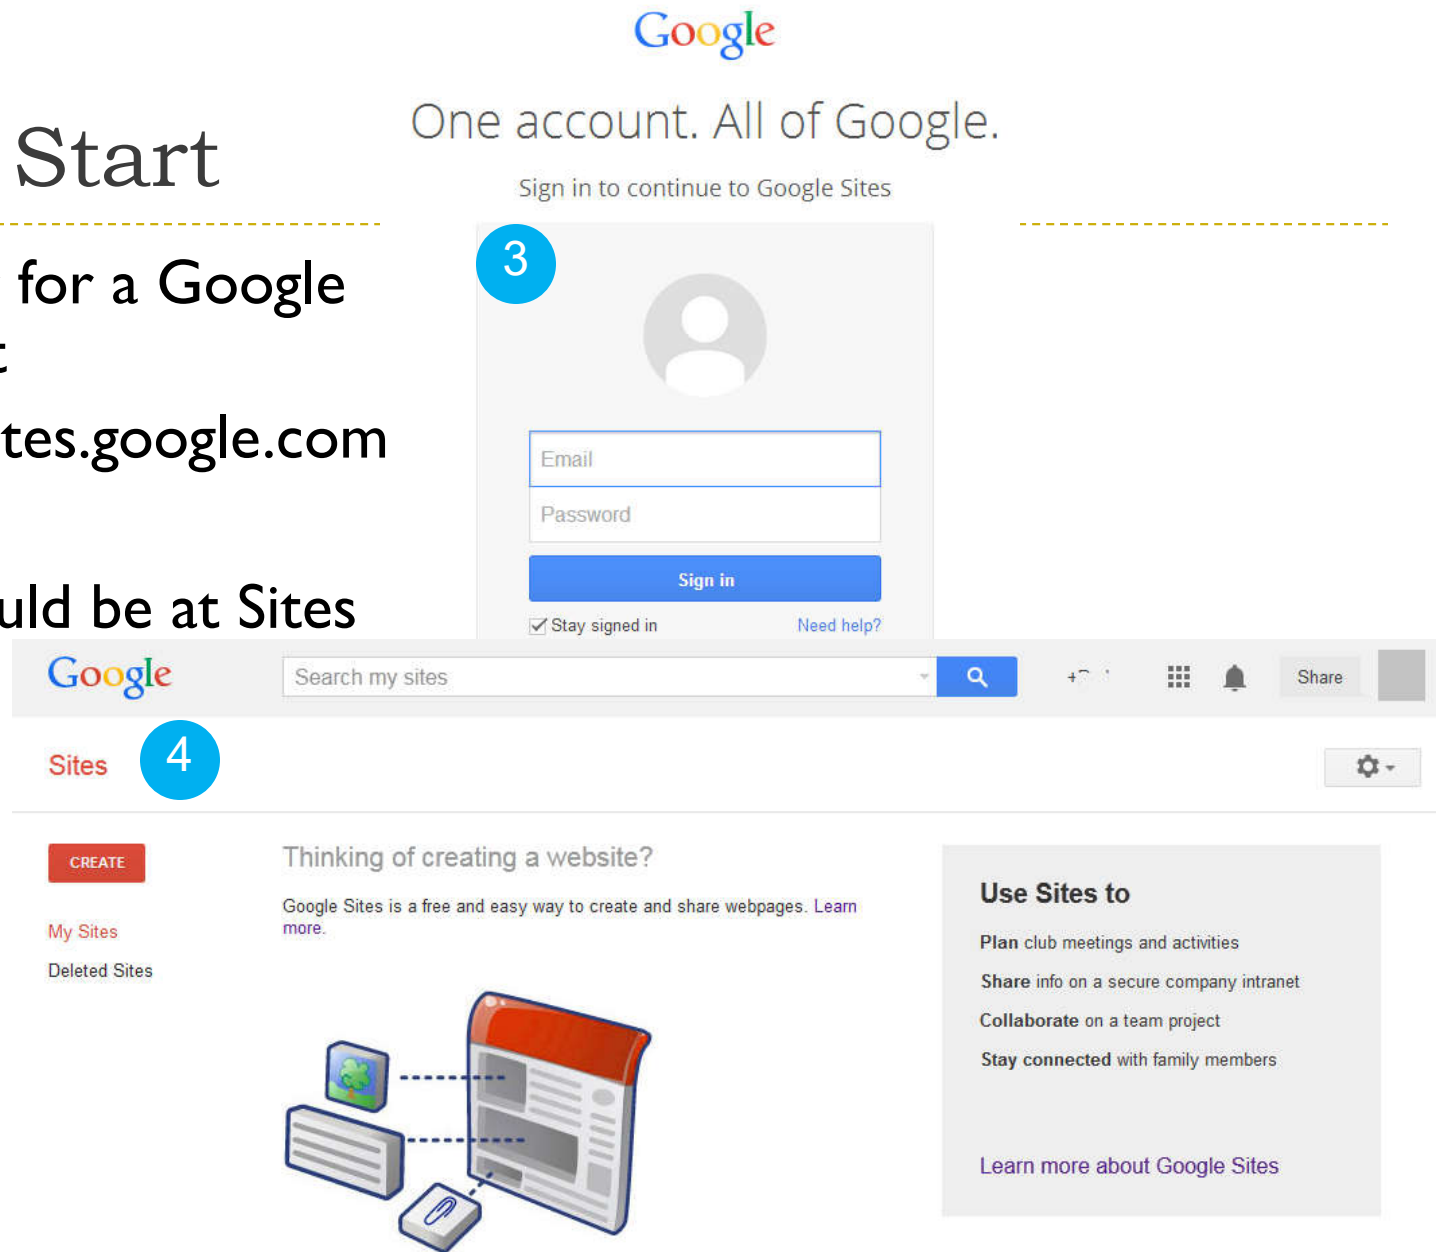 Google
One account. All of Google.
Start
Sign in to continue to Google Sites
for a Google
3
tes.google.com
Email
Password
Sign in
uld be at Sites
Stay signed in
Need help?
Google
Search my sites
Share
Sites
4
CREATE
My Sites
Deleted Sites
Thinking of creating a website?
Google Sites is a free and easy way to create and share webpages. Learn
more.
Use Sites to
Plan club meetings and activities
Share info on a secure company intranet
Collaborate on a team project
Stay connected with family members
Learn more about Google Sites